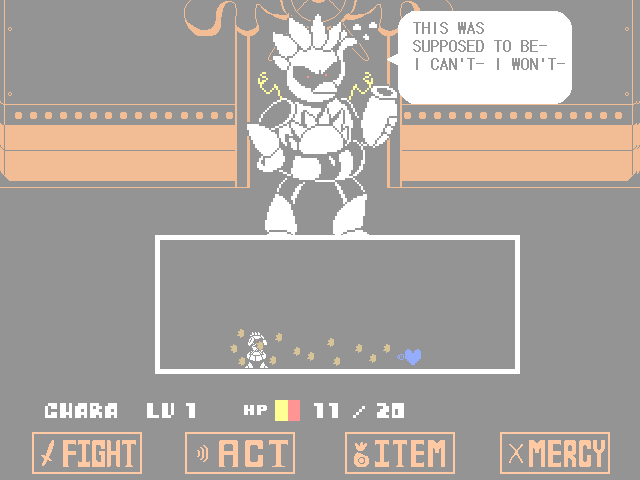 THIS WAS
SUPPOSED TO BE-
I CAN'T- I WON'T-
CHARA LV 1 HP 11 / 20
FIGHT ACT ITEM MERCY